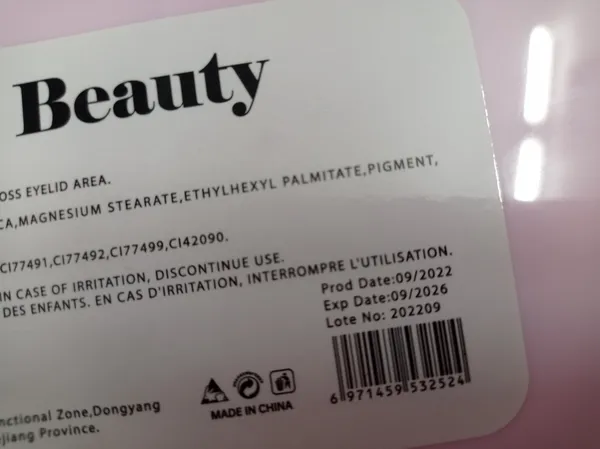 Beauty
OSS EYELID AREA.
CA,MAGNESIUM STEARATE,ETHYLHEXYL PALMITATE,PIGMENT,
CI77491,CI77492,CI77499,CI42090.
IN CASE OF IRRITATION, DISCONTINUE USE.
DES ENFANTS. EN CAS D'IRRITATION, INTERROMPRE L'UTILISATION.
Prod Date:09/2022
Exp Date:09/2026
Lote No: 202209
6 971459 532524
MADE IN CHINA
nctional Zone,Dongyang
ejiang Province.